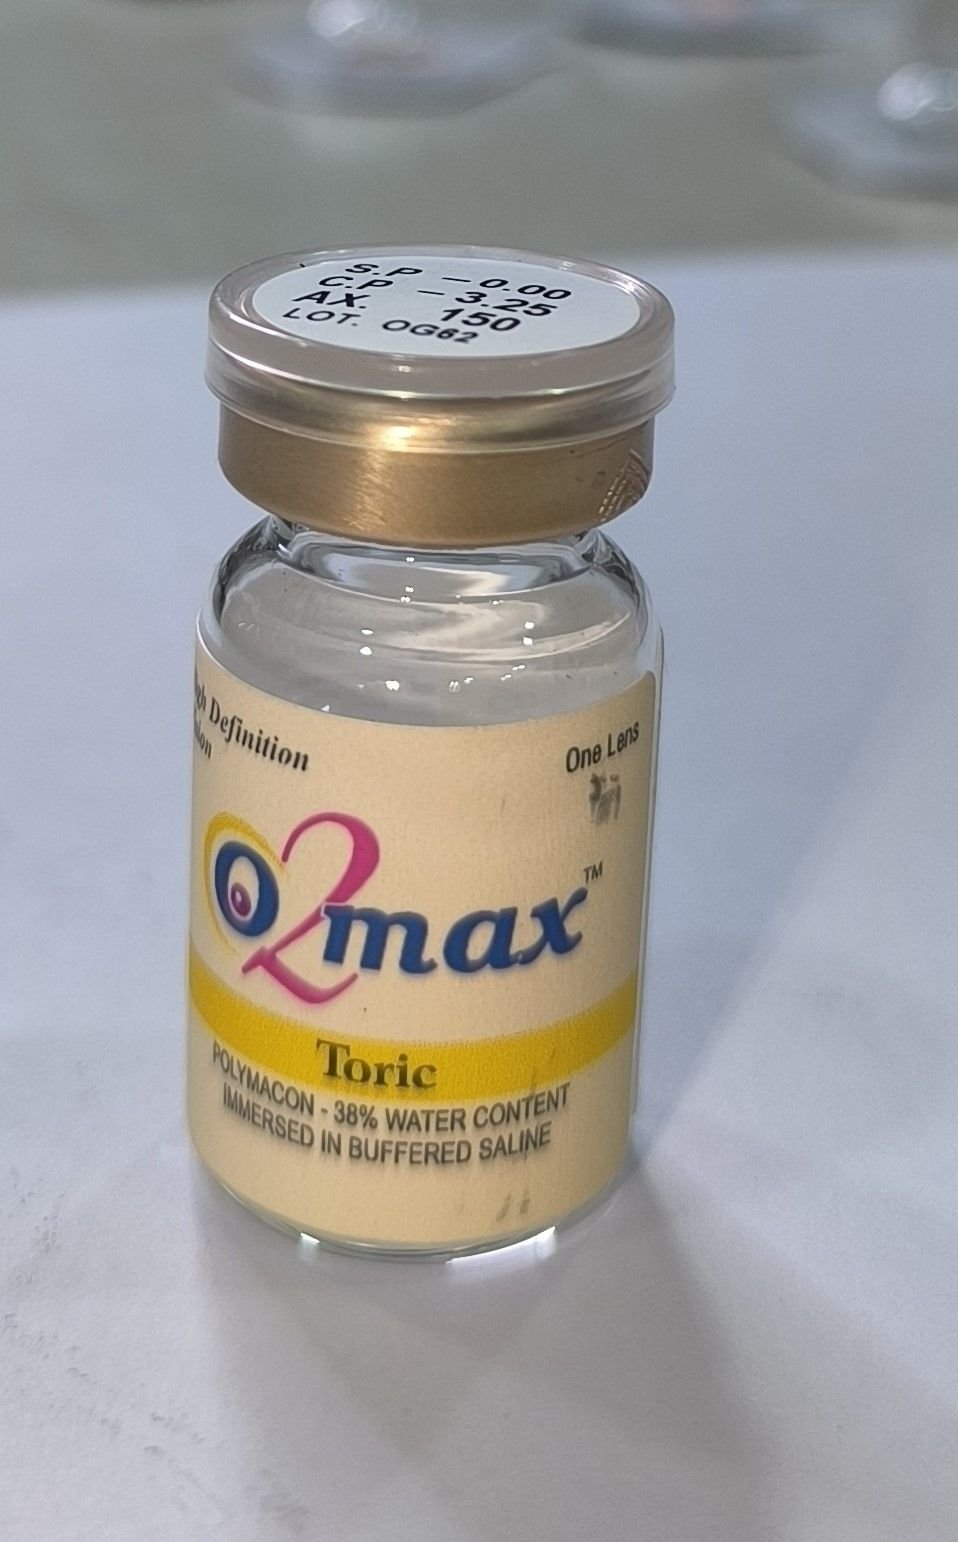 S.P -0.00
C.P -3.25
AX. 150
LOT. OG62
High Definition
One Lens
O2max™
Toric
POLYMACON - 38% WATER CONTENT
IMMERSED IN BUFFERED SALINE